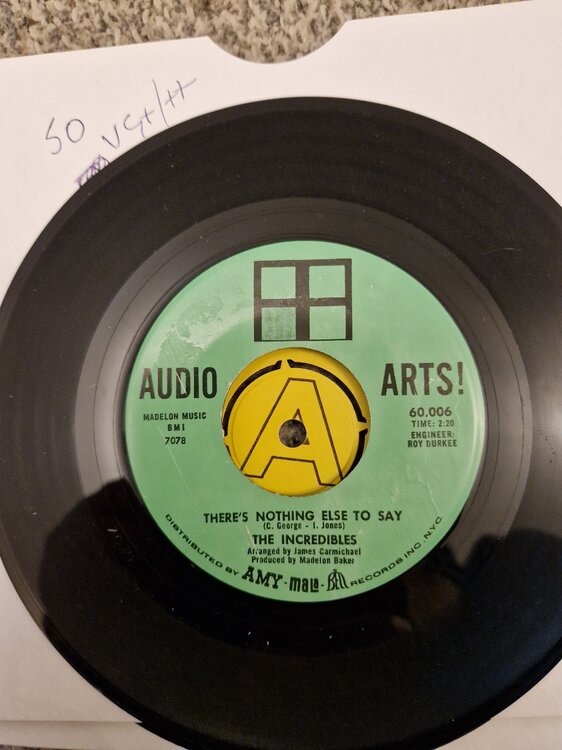 50
VG+/++
AUDIO ARTS!
MADELON MUSIC
BMI
7078
60,006
TIME: 2:20
ENGINEER:
ROY DURKEE
A
THERE'S NOTHING ELSE TO SAY
(C. George - I. Jones)
THE INCREDIBLES
Arranged by James Carmichael
Produced by Madelon Baker
DISTRIBUTED BY AMY-MALA-Bell RECORDS INC., NYC.